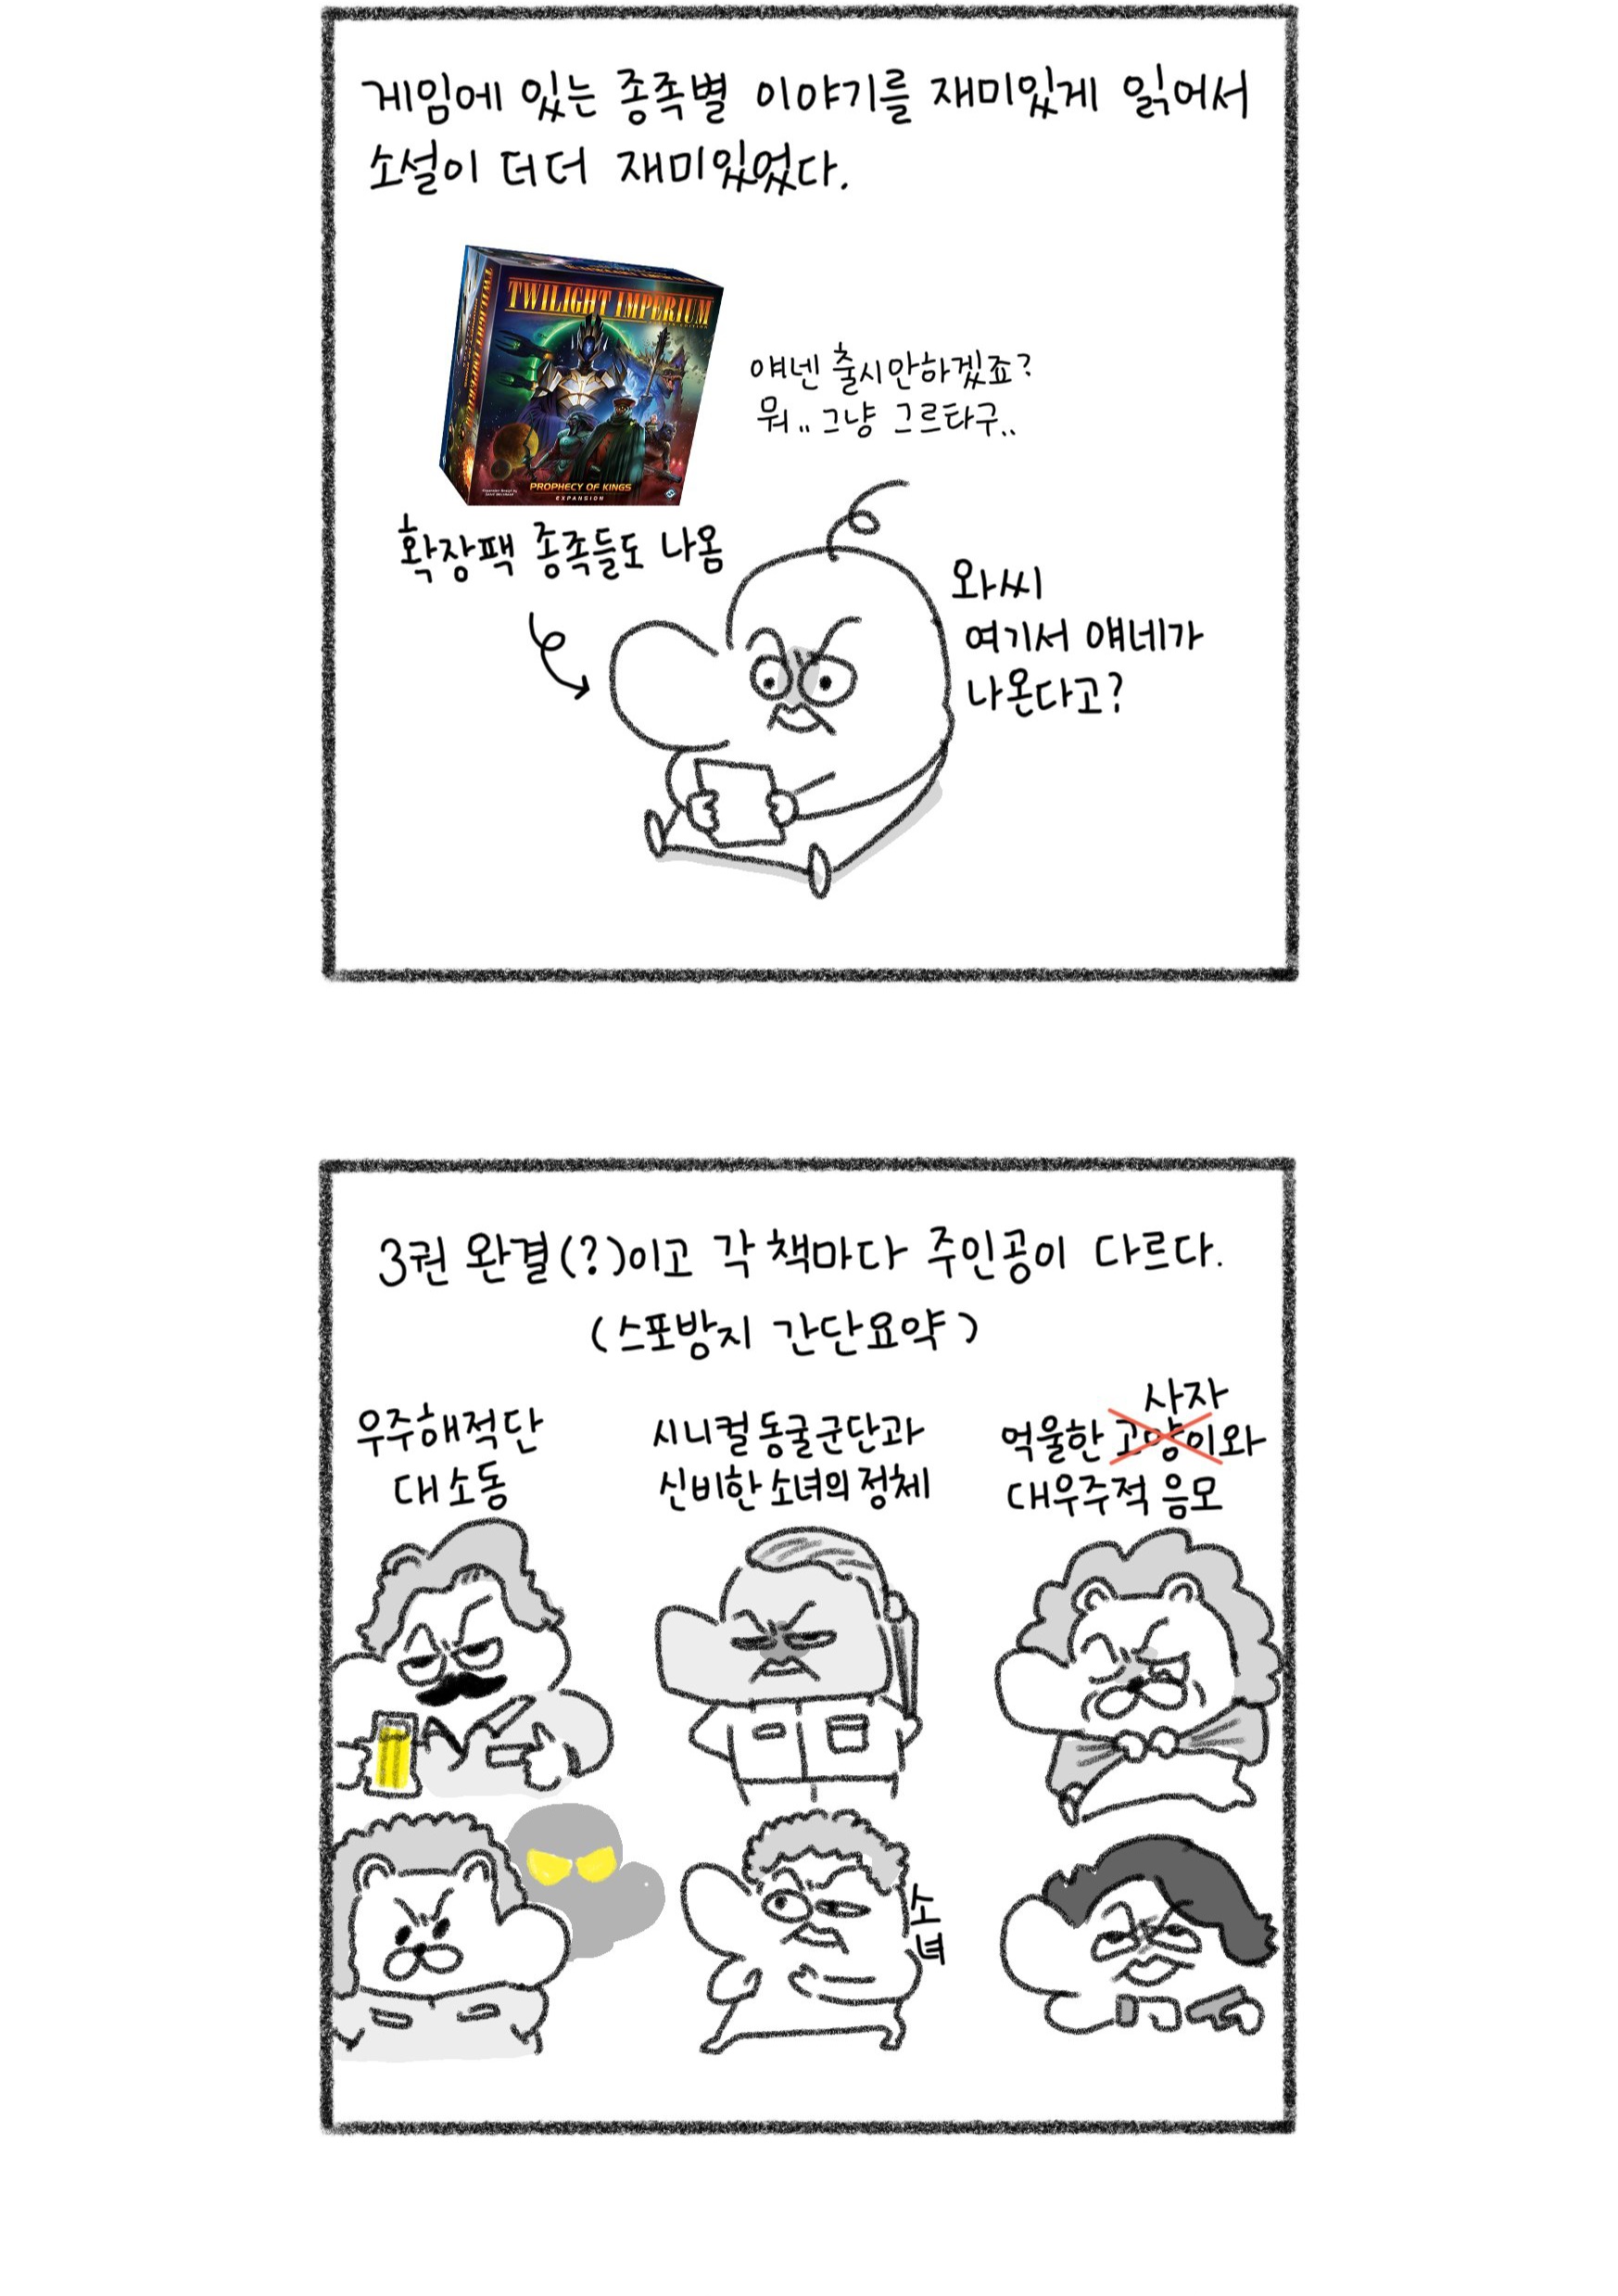 게임에 있는 종족별 이야기를 재미있게 읽어서
소설이 더더 재미있었다.
TWILIGHT IMPERIUM
PROPHECY OF KINGS
EXPANSION
얘넨 출시안하겠죠?
뭐.. 그냥 그르타구..
확장팩 종족들도 나옴
와씨
여기서 얘네가
나온다고?
3권 완결(?)이고 각 책마다 주인공이 다르다.
(스포방지 간단요약)
우주해적단
대소동
시니컬 동굴군단과
신비한 소녀의 정체
사자
억울한 고양이와
대우주적 음모
소녀